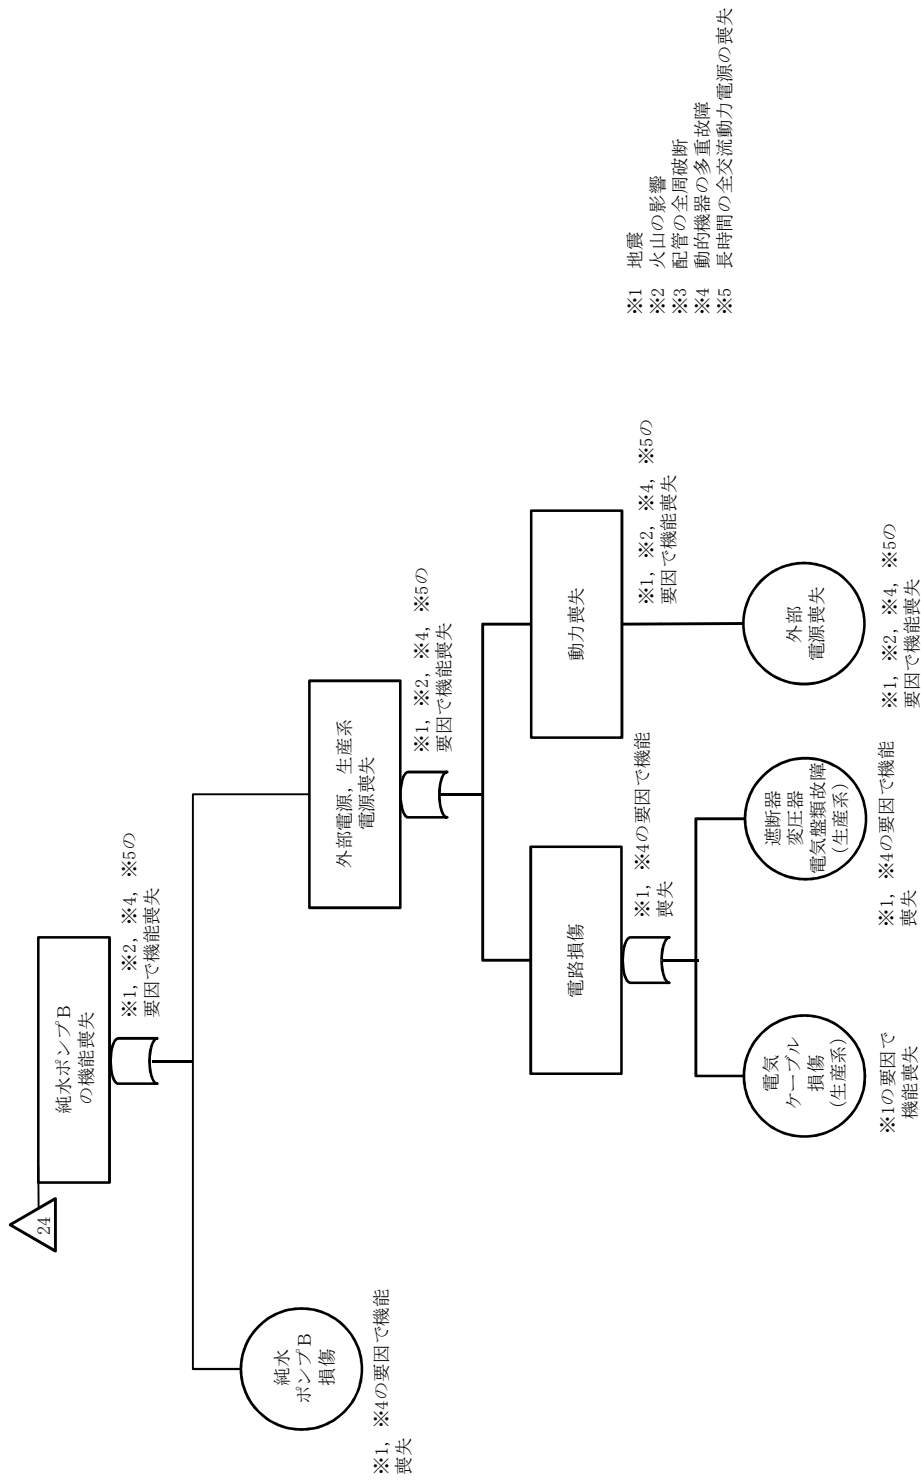 24
純水ポンプB
の機能喪失
※1, ※2, ※4, ※5の
要因で機能喪失
純水
ポンプB
損傷
※1, ※4の要因で機能
喪失
外部電源, 生産系
電源喪失
※1, ※2, ※4, ※5の
要因で機能喪失
電路損傷
※1, ※4の要因で機能
喪失
動力喪失
※1, ※2, ※4, ※5の
要因で機能喪失
電気
ケーブル
損傷
(生産系)
※1の要因で
機能喪失
遮断器
変圧器
電気盤類故障
(生産系)
※1, ※4の要因で機能
喪失
外部
電源喪失
※1, ※2, ※4, ※5の
要因で機能喪失
※1 地震
※2 火山の影響
※3 配管の全周破断
※4 動的機器の多重故障
※5 長時間の全交流動力電源の喪失